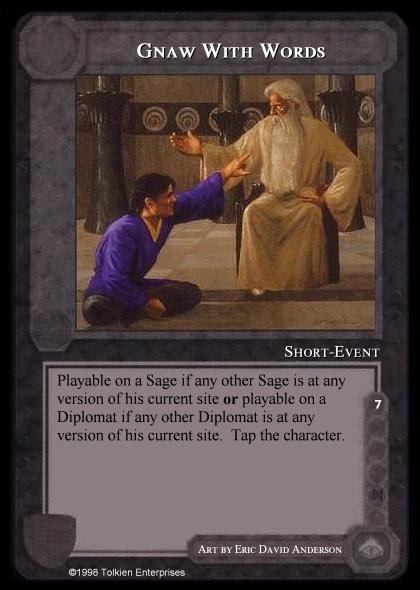 Gnaw With Words
Short-Event
Playable on a Sage if any other Sage is at any
version of his current site or playable on a
Diplomat if any other Diplomat is at any
version of his current site. Tap the character.
7
Art by Eric David Anderson
©1998 Tolkien Enterprises